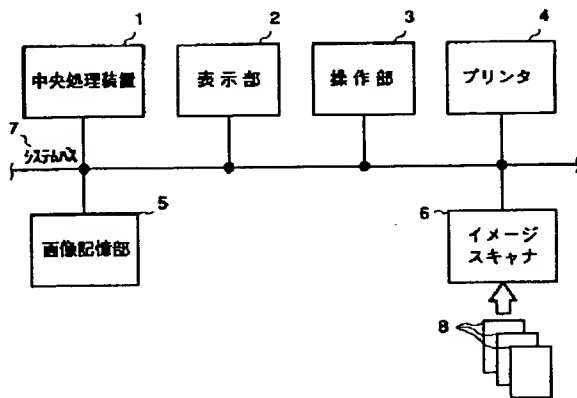 1
中央処理装置
2
表示部
3
操作部
4
プリンタ
7
システムバス
5
画像記憶部
6
イメージ
スキャナ
8